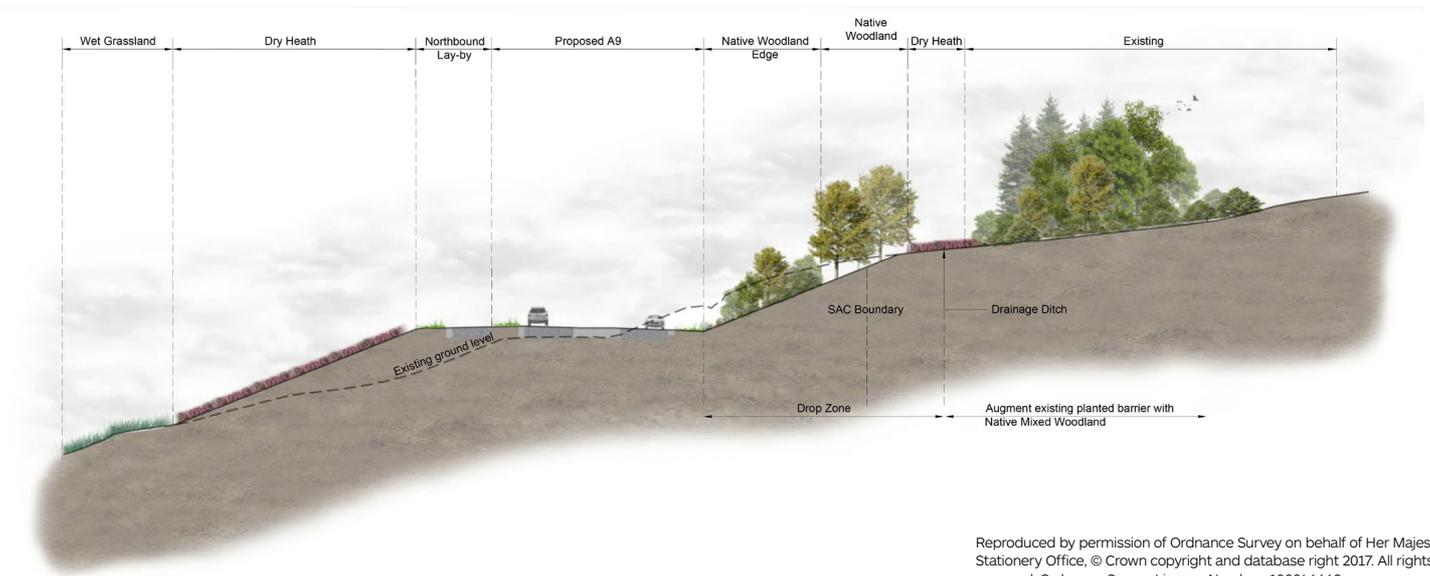 Native
Woodland
Wet Grassland
Dry Heath
Northbound
Lay-by
Proposed A9
Native Woodland
Edge
Dry Heath
Existing
Existing ground level
SAC Boundary
Drainage Ditch
Drop Zone
Augment existing planted barrier with
Native Mixed Woodland
Reproduced by permission of Ordnance Survey on behalf of Her Majes
Stationery Office, © Crown copyright and database right 2017. All rights